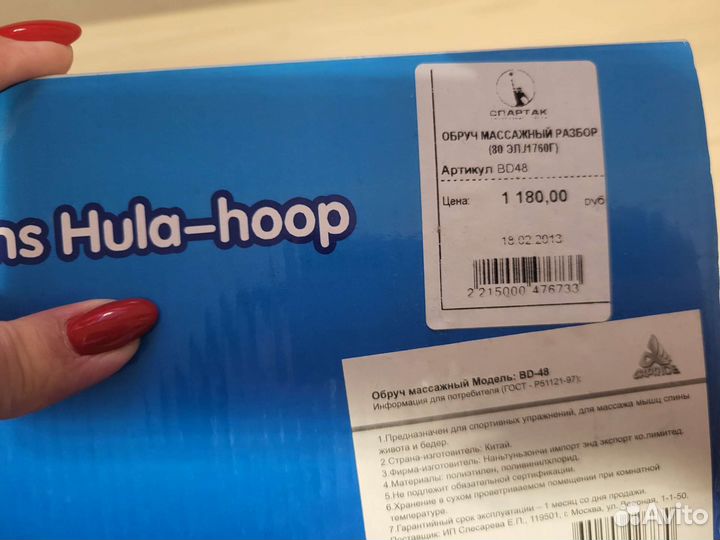 СПАРТАК
ОБРУЧ МАССАЖНЫЙ РАЗБОР
(80 ЭЛ./1760Г)
Артикул BD48
Цена: 1 180,00 руб
18.02.2013
2 215000 476733
ns Hula-hoop
Обруч массажный Модель: BD-48
Информация для потребителя (ГОСТ - Р51121-97):
1.Предназначен для спортивных упражнений, для массажа мышц спины
живота и бедер.
2.Страна-изготовитель: Китай.
3.Фирма-изготовитель: Наньтуньзончи импорт энд экспорт ко.лимитед.
4.Материалы: полиэтилен, поливинилхлорид.
5.Не подлежит обязательной сертификации.
6.Хранение в сухом проветриваемом помещении при комнатной
температуре.
7.Гарантийный срок эксплуатации – 1 месяц со дня продажи.
Поставщик: ИП Слесарева Е.П., 119501, г. Москва, ул. 1-1-50.
Avito